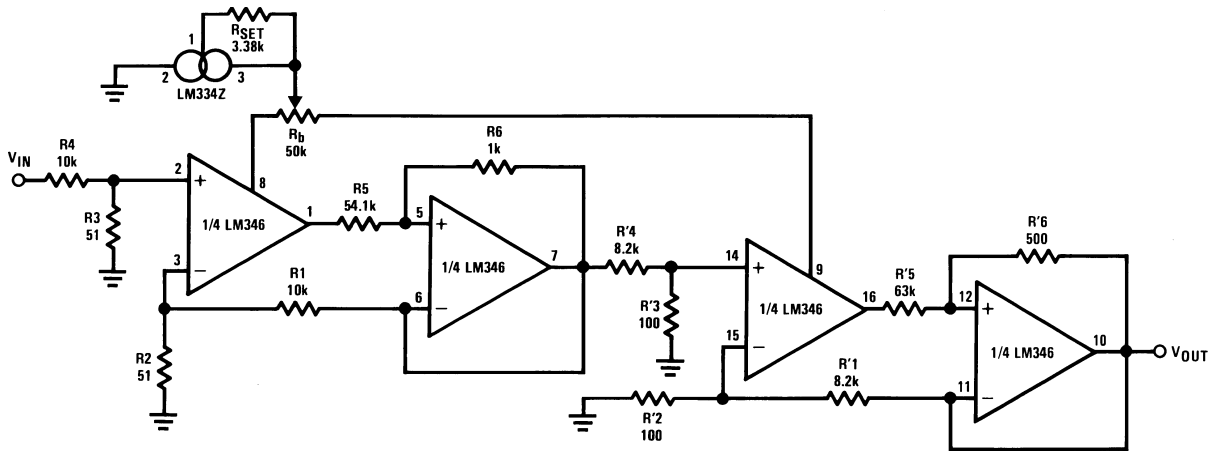 R_SET
3.38k
1
2
3
LM334Z
R_b
50k
V_IN
R4
10k
R3
51
2
3
8
1
1/4 LM346
R1
10k
R2
51
R5
54.1k
R6
1k
5
6
7
1/4 LM346
R'4
8.2k
R'3
100
14
15
9
16
1/4 LM346
R'2
100
R'1
8.2k
R'5
63k
R'6
500
12
11
10
1/4 LM346
V_OUT